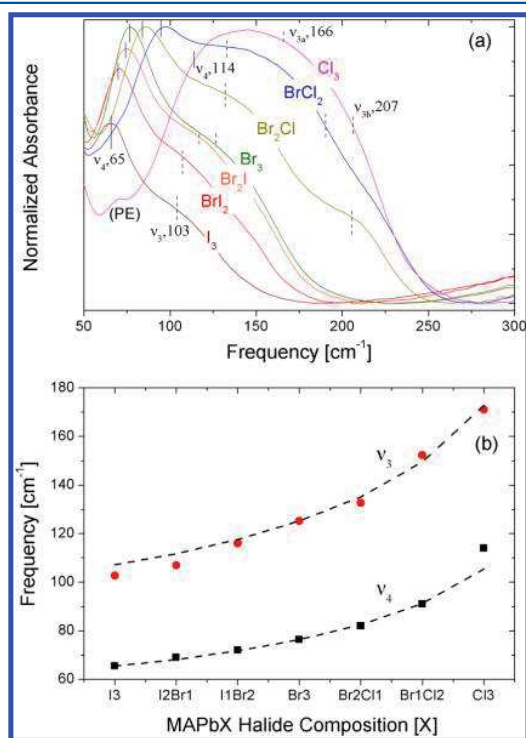 (a)
ν3a,166
ν4,114
Cl3
BrCl2
ν3b,207
Br2Cl
ν4,65
Br3
Br2I
BrI2
(PE)
ν3,103
I3
Normalized Absorbance
50 100 150 200 250 300
Frequency [cm-1]
(b)
180
160
140
120
100
80
60
ν3
ν4
Frequency [cm-1]
I3 I2Br1 I1Br2 Br3 Br2Cl1 Br1Cl2 Cl3
MAPbX Halide Composition [X]